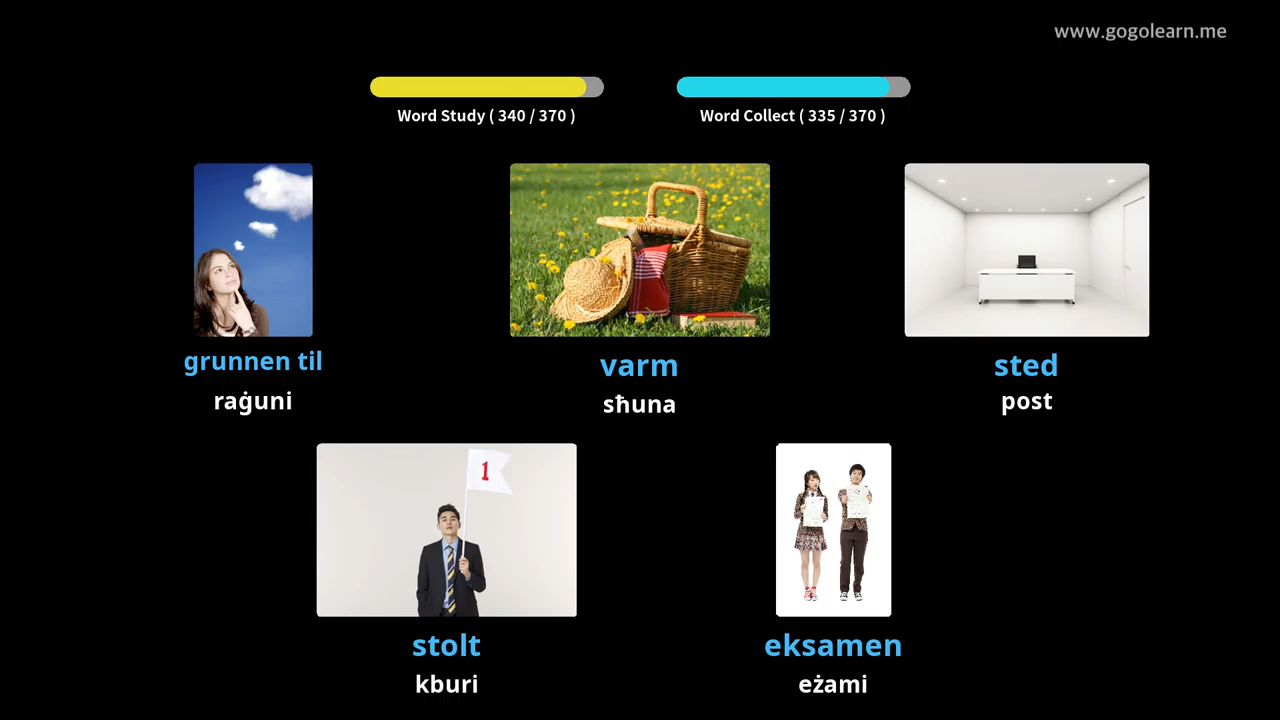 www.gogolearn.me
Word Study ( 340 / 370 )
Word Collect ( 335 / 370 )
grunnen til
raġuni
varm
sħuna
sted
post
1
stolt
kburi
eksamen
eżami